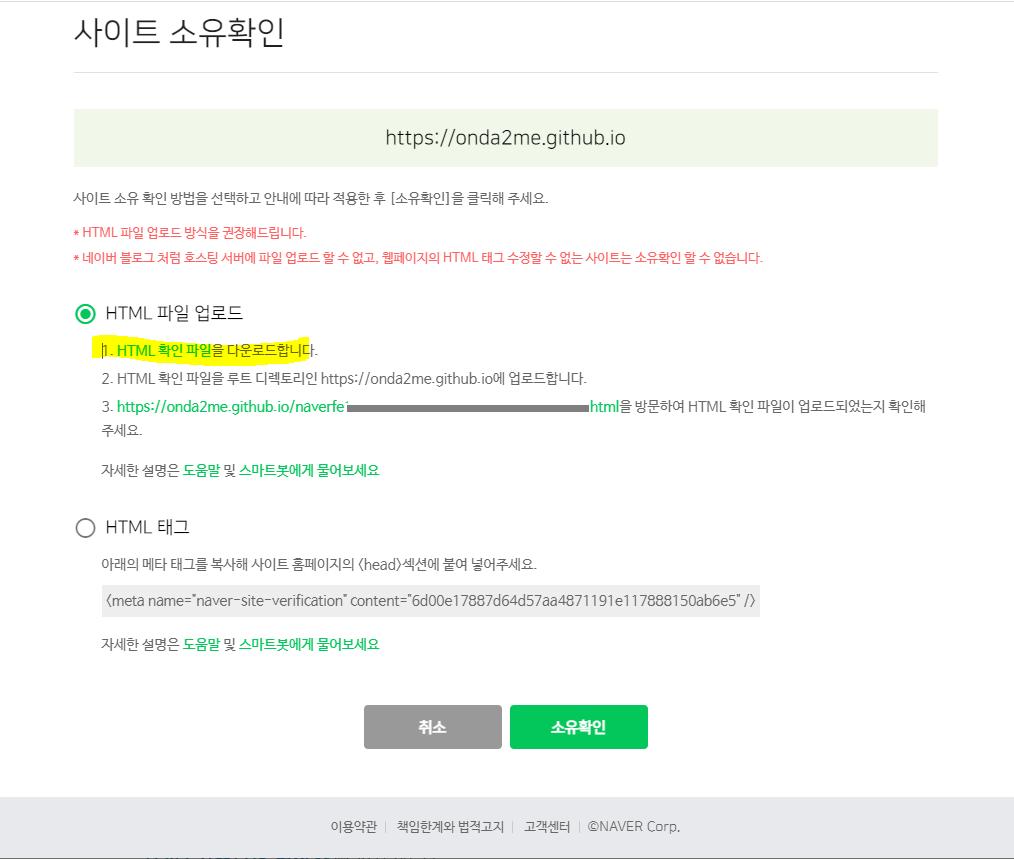 사이트 소유확인
https://onda2me.github.io
사이트 소유 확인 방법을 선택하고 안내에 따라 적용한 후 [소유확인]을 클릭해 주세요.
* HTML 파일 업로드 방식을 권장해드립니다.
* 네이버 블로그 처럼 호스팅 서버에 파일 업로드 할 수 없고, 웹페이지의 HTML 태그 수정할 수 없는 사이트는 소유확인 할 수 없습니다.
HTML 파일 업로드
1. HTML 확인 파일을 다운로드합니다.
2. HTML 확인 파일을 루트 디렉토리인 https://onda2me.github.io에 업로드합니다.
3. https://onda2me.github.io/naverfe html을 방문하여 HTML 확인 파일이 업로드되었는지 확인해
주세요.
자세한 설명은 도움말 및 스마트봇에게 물어보세요
HTML 태그
아래의 메타 태그를 복사해 사이트 홈페이지의 <head>섹션에 붙여 넣어주세요.
<meta name="naver-site-verification" content="6d00e17887d64d57aa4871191e117888150ab6e5" />
자세한 설명은 도움말 및 스마트봇에게 물어보세요
취소 소유확인
이용약관 책임한계와 법적고지 고객센터 ©NAVER Corp.